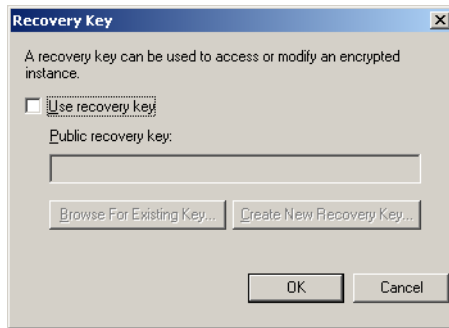 Recovery Key
A recovery key can be used to access or modify an encrypted
instance.
Use recovery key
Public recovery key:
Browse For Existing Key...
Create New Recovery Key...
OK
Cancel